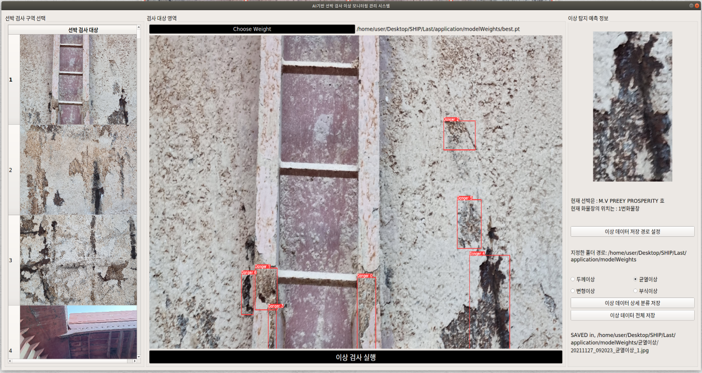 AI기반 선박 검사 이상 모니터링 관리 시스템
선박 검사 구역 선택
선박 검사 대상
1
2
3
4
검사 대상 영역
Choose Weight
/home/user/Desktop/SHIP/Last/application/modelWeights/best.pt
이상 검사 실행
이상 탐지 예측 정보
현재 선택은 : M.V PREEY PROSPERITY 호
현재 화물창의 위치는 : 1번화물창
이상 데이터 저장 경로 설정
지정한 폴더 경로: /home/user/Desktop/SHIP/Last/
application/modelWeights
두께이상
균열이상
변형이상
부식이상
이상 데이터 상세 분류 저장
이상 데이터 전체 저장
SAVED in, /home/user/Desktop/SHIP/Last/
application/modelWeights/균열이상/
20211127_092023_균열이상_1.jpg